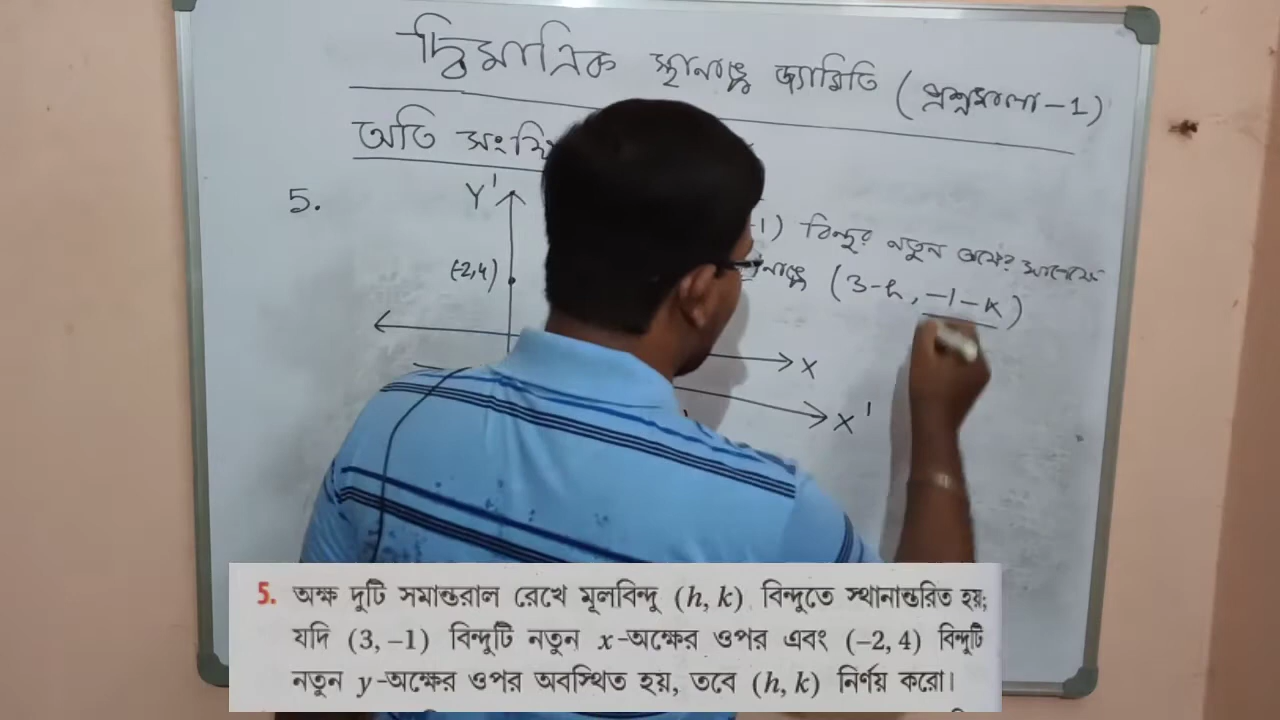 দ্বিমাত্রিক স্থানাঙ্ক জ্যামিতি (প্রশ্নমালা-1)
অতি
5.
Y'
-1) বিন্দুর নতুন অক্ষের সাপেক্ষে
(-2,4)
(3-h, -1-k)
X
X'
5. অক্ষ দুটি সমান্তরাল রেখে মূলবিন্দু (h, k) বিন্দুতে স্থানান্তরিত হয়;
যদি (3, -1) বিন্দুটি নতুন x-অক্ষের ওপর এবং (-2, 4) বিন্দুটি
নতুন y-অক্ষের ওপর অবস্থিত হয়, তবে (h, k) নির্ণয় করো।